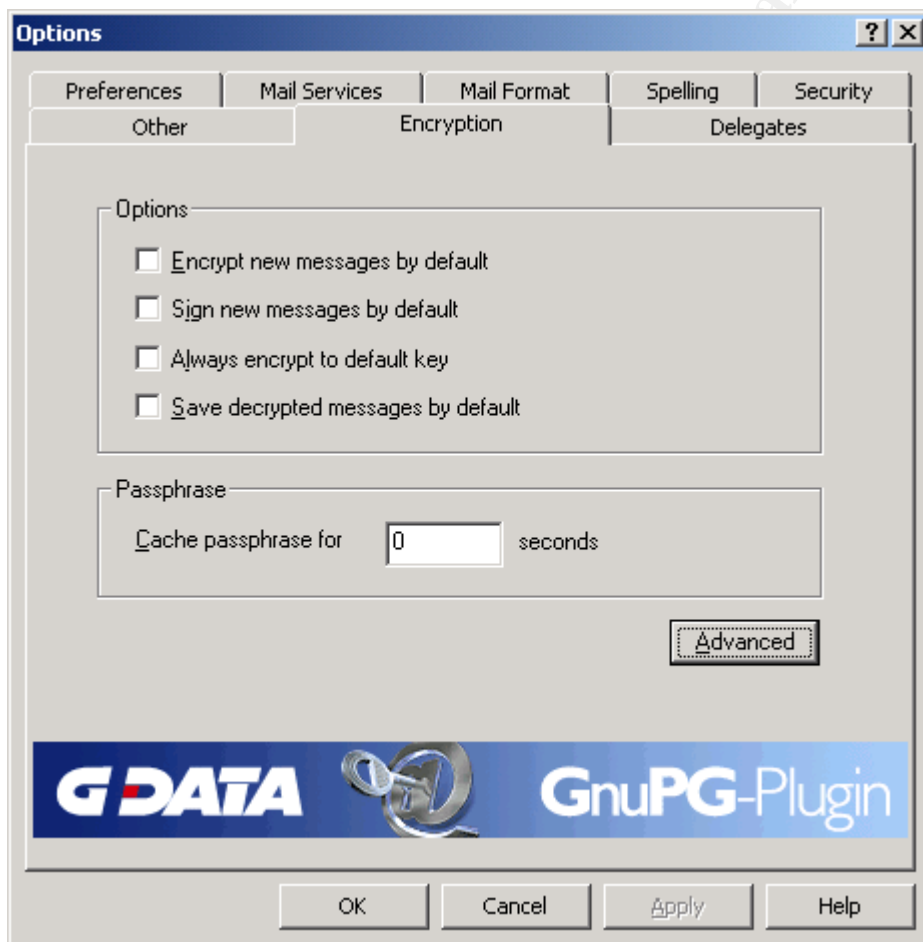 Options
Preferences
Mail Services
Mail Format
Spelling
Security
Other
Encryption
Delegates
Options
Encrypt new messages by default
Sign new messages by default
Always encrypt to default key
Save decrypted messages by default
Passphrase
Cache passphrase for 0 seconds
Advanced
G DATA GnuPG-Plugin
OK
Cancel
Apply
Help